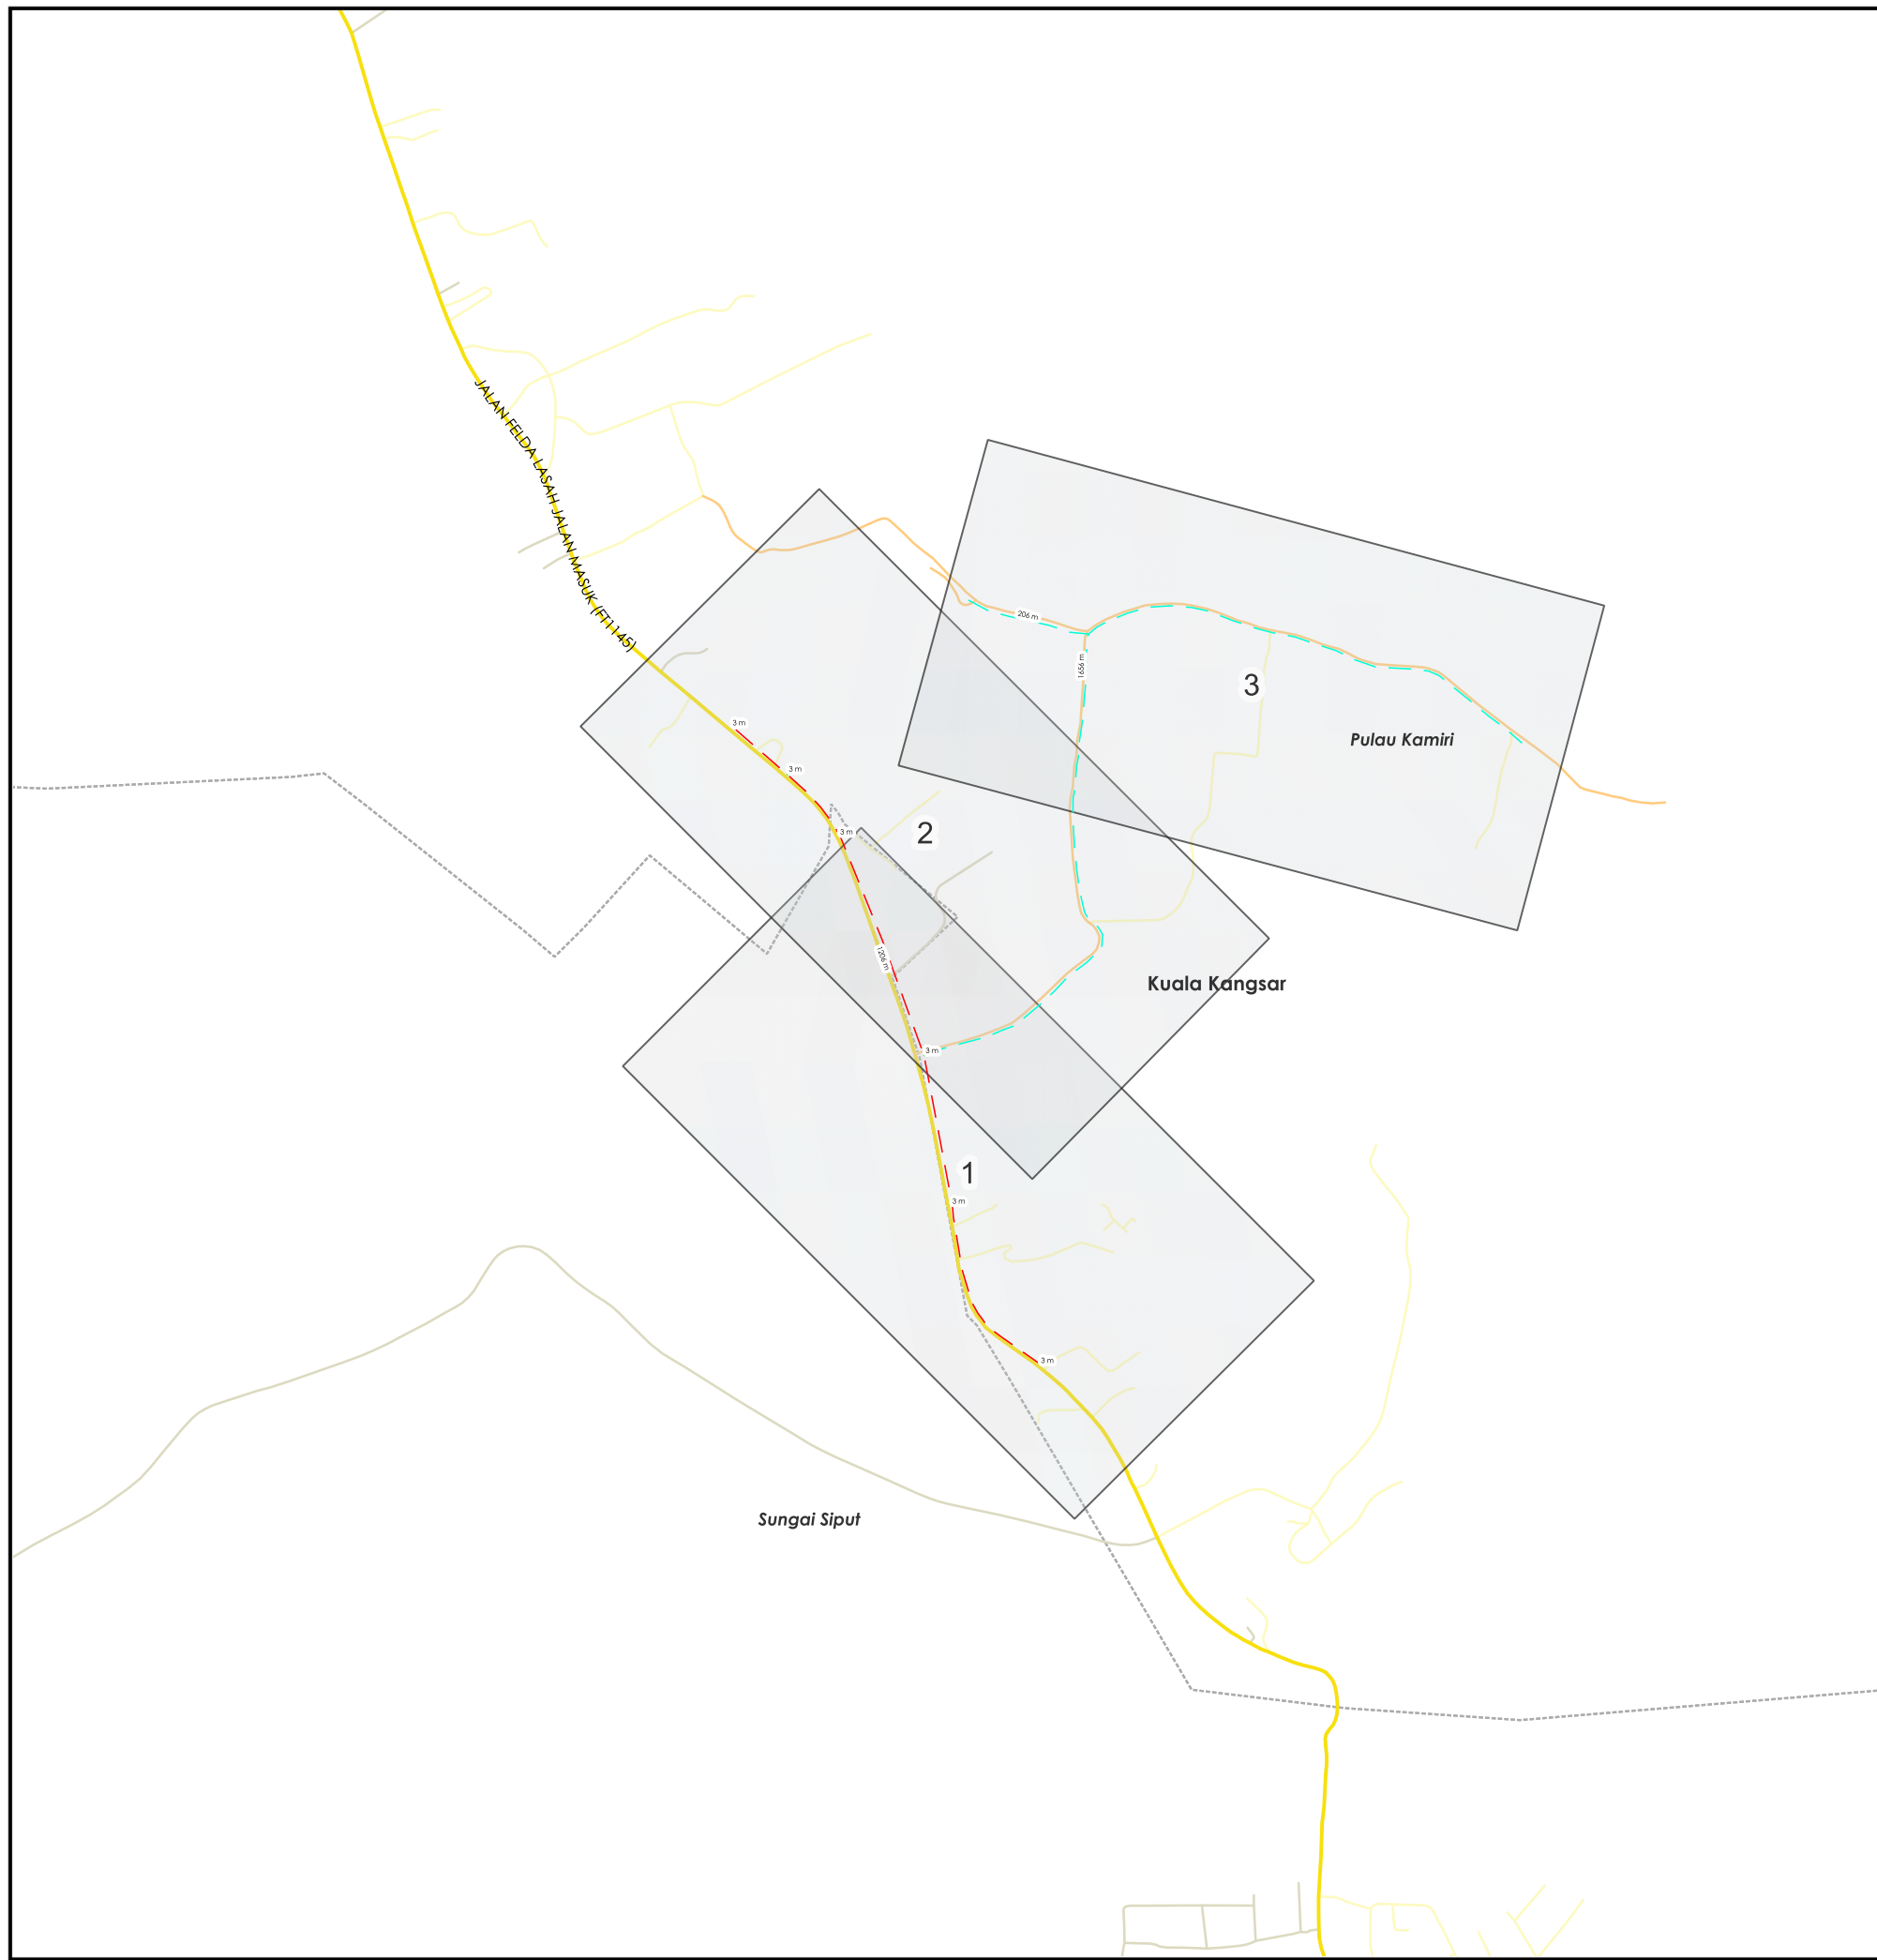 JALAN FELDA LASAH JALAN MASUK (FT1145)
206 m
1656 m
3
3 m
Pulau Kamiri
3 m
3 m
2
1206 m
Kuala Kangsar
3 m
1
3 m
3 m
Sungai Siput